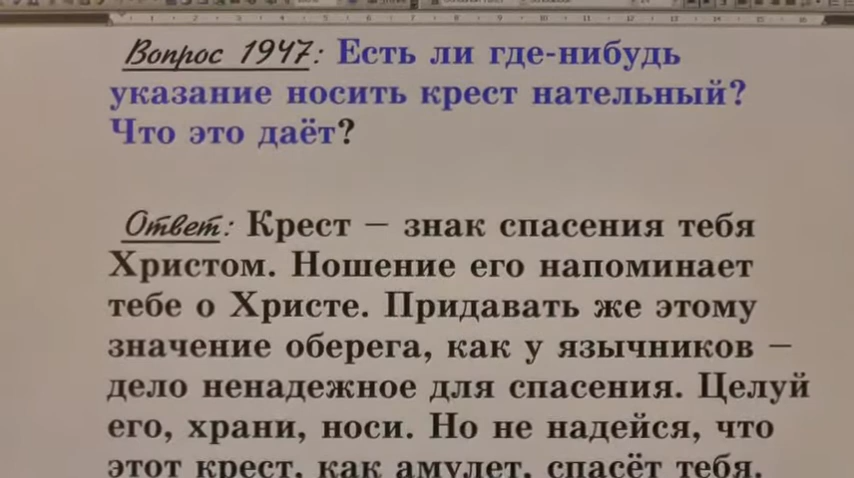 Вопрос 1947: Есть ли где-нибудь
указание носить крест нательный?
Что это даёт?
Ответ: Крест – знак спасения тебя
Христом. Ношение его напоминает
тебе о Христе. Придавать же этому
значение оберега, как у язычников –
дело ненадежное для спасения. Целуй
его, храни, носи. Но не надейся, что
этот крест, как амулет, спасёт тебя.